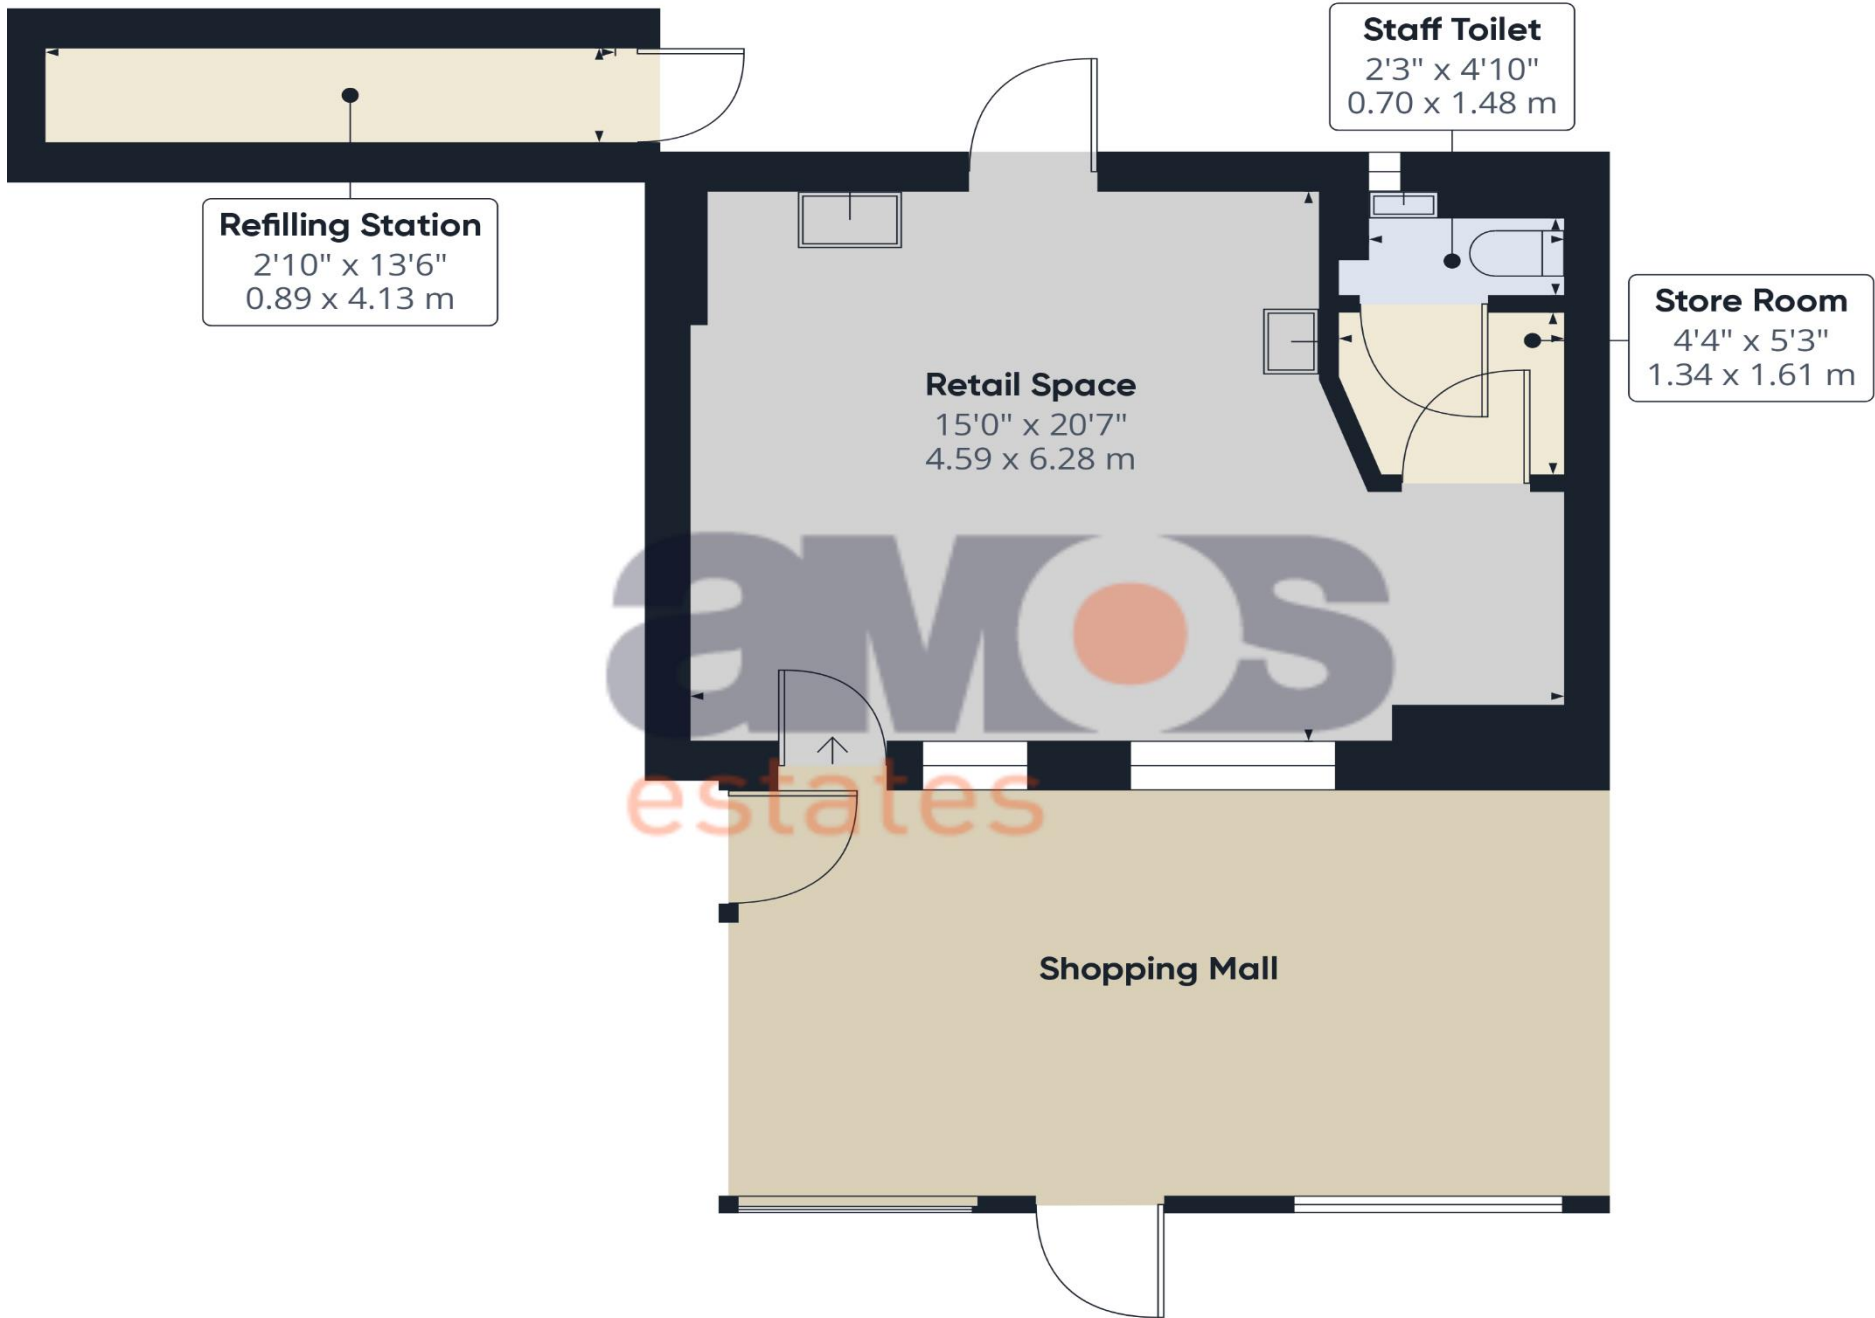 Staff Toilet
2'3" x 4'10"
0.70 x 1.48 m
Refilling Station
2'10" x 13'6"
0.89 x 4.13 m
Store Room
4'4" x 5'3"
1.34 x 1.61 m
Retail Space
15'0" x 20'7"
4.59 x 6.28 m
amos
estates
Shopping Mall